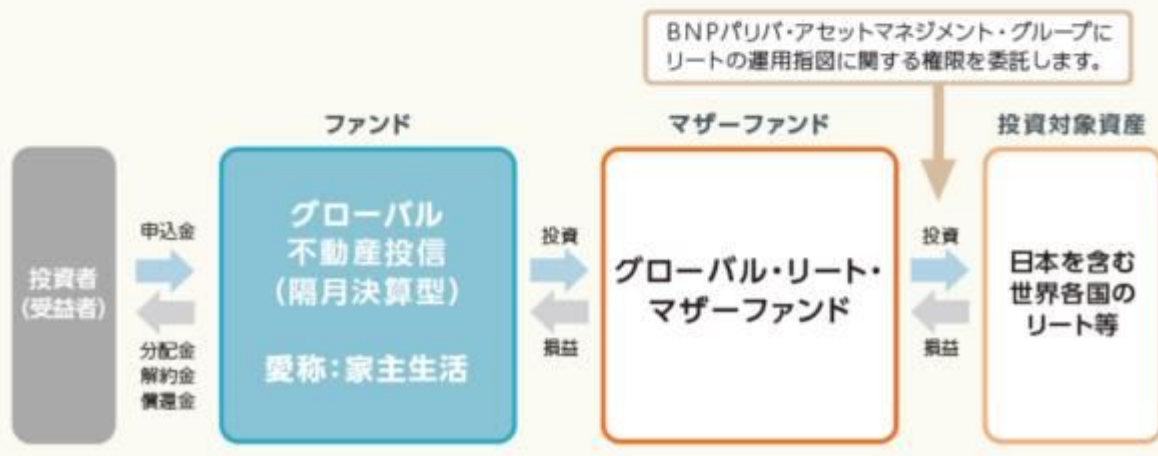 BNPパリバ・アセットマネジメント・グループに
リートの運用指図に関する権限を委託します。
ファンド
マザーファンド
投資対象資産
投資者
(受益者)
申込金
分配金
解約金
償還金
グローバル
不動産投信
(隔月決算型)
愛称:家主生活
投資
損益
グローバル・リート・
マザーファンド
投資
損益
日本を含む
世界各国の
リート等